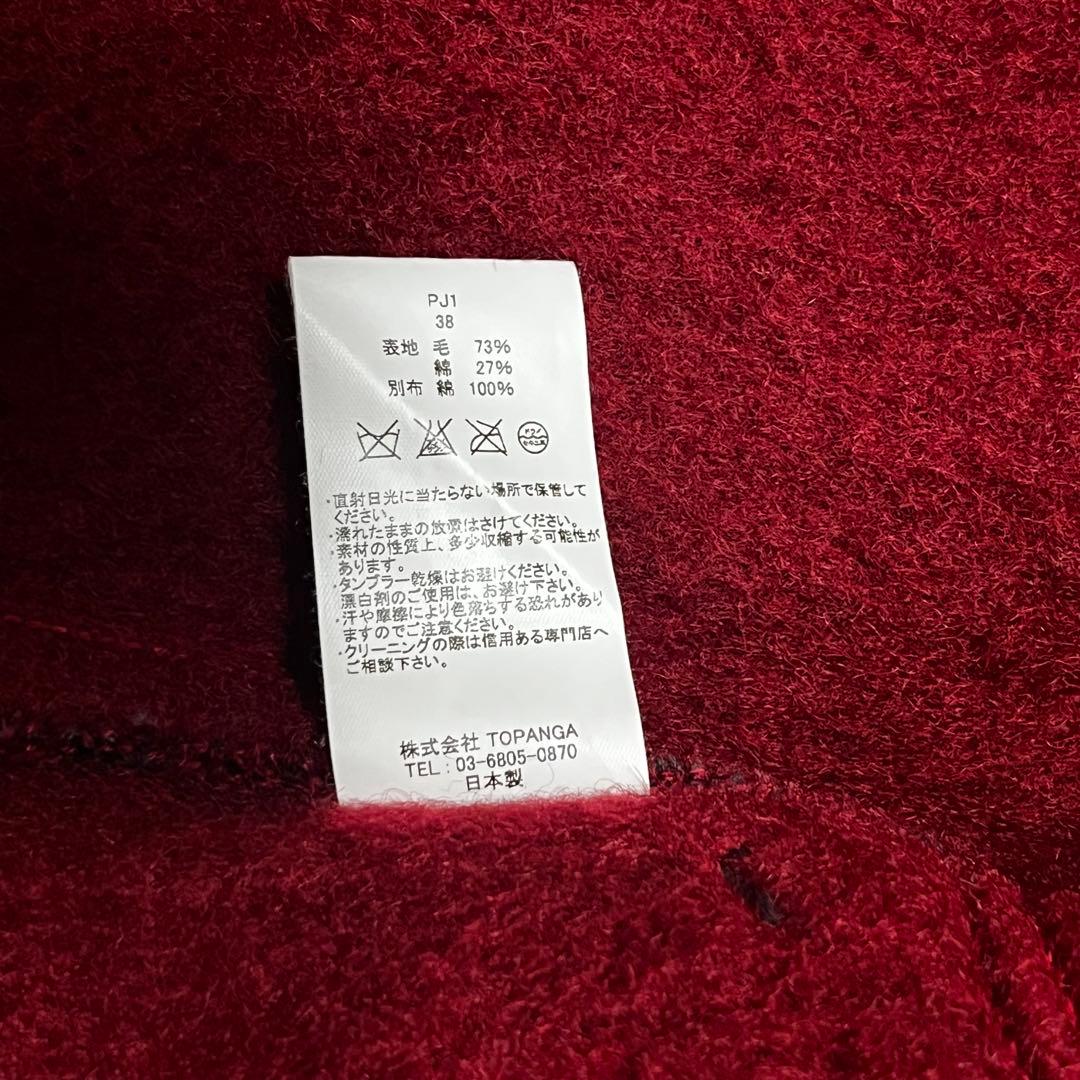 PJ1
38
表地 毛 73%
綿 27%
別布 綿 100%
ドライ
・直射日光に当たらない場所で保管して
ください。
・濡れたままの放置はさけてください。
・素材の性質上、多少収縮する可能性が
あります。
・タンブラー乾燥はお避けください。
漂白剤のご使用は、お避け下さい。
・汗や摩擦により色落ちする恐れがあり
ますのでご注意ください。
・クリーニングの際は信用ある専門店へ
ご相談下さい。
株式会社 TOPANGA
TEL:03-6805-0870
日本製